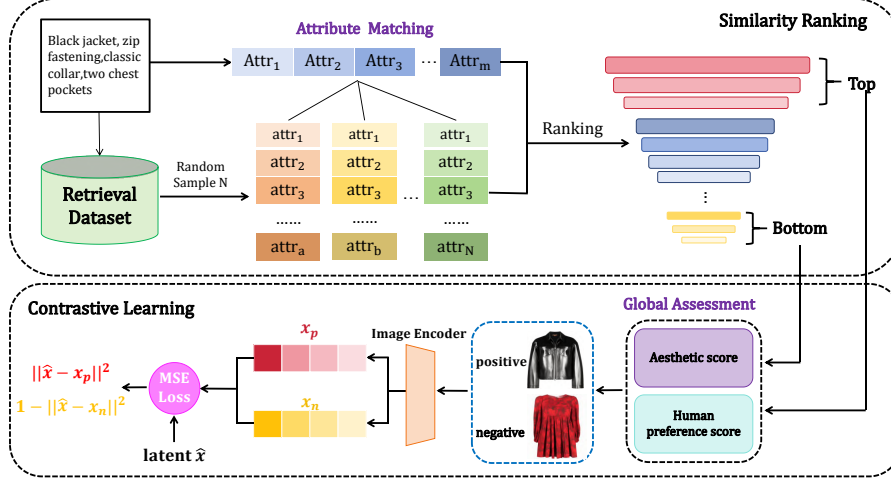 Attribute Matching
Similarity Ranking
Black jacket, zip
fastening,classic
collar,two chest
pockets
Attr₁ Attr₂ Attr₃ ... Attrₘ
Top
attr₁ attr₁ attr₁
Ranking
attr₂ attr₂ attr₂
Random
Sample N
Retrieval
Dataset
attr₃ attr₃ ... attr₃
...... ...... ......
attrₐ attr_b attr_N
Bottom
Contrastive Learning
Global Assessment
xₚ
Image Encoder
||x̂ − xₚ||²
1 − ||x̂ − xₙ||²
MSE
Loss
xₙ
latent x̂
positive
negative
Aesthetic score
Human
preference score